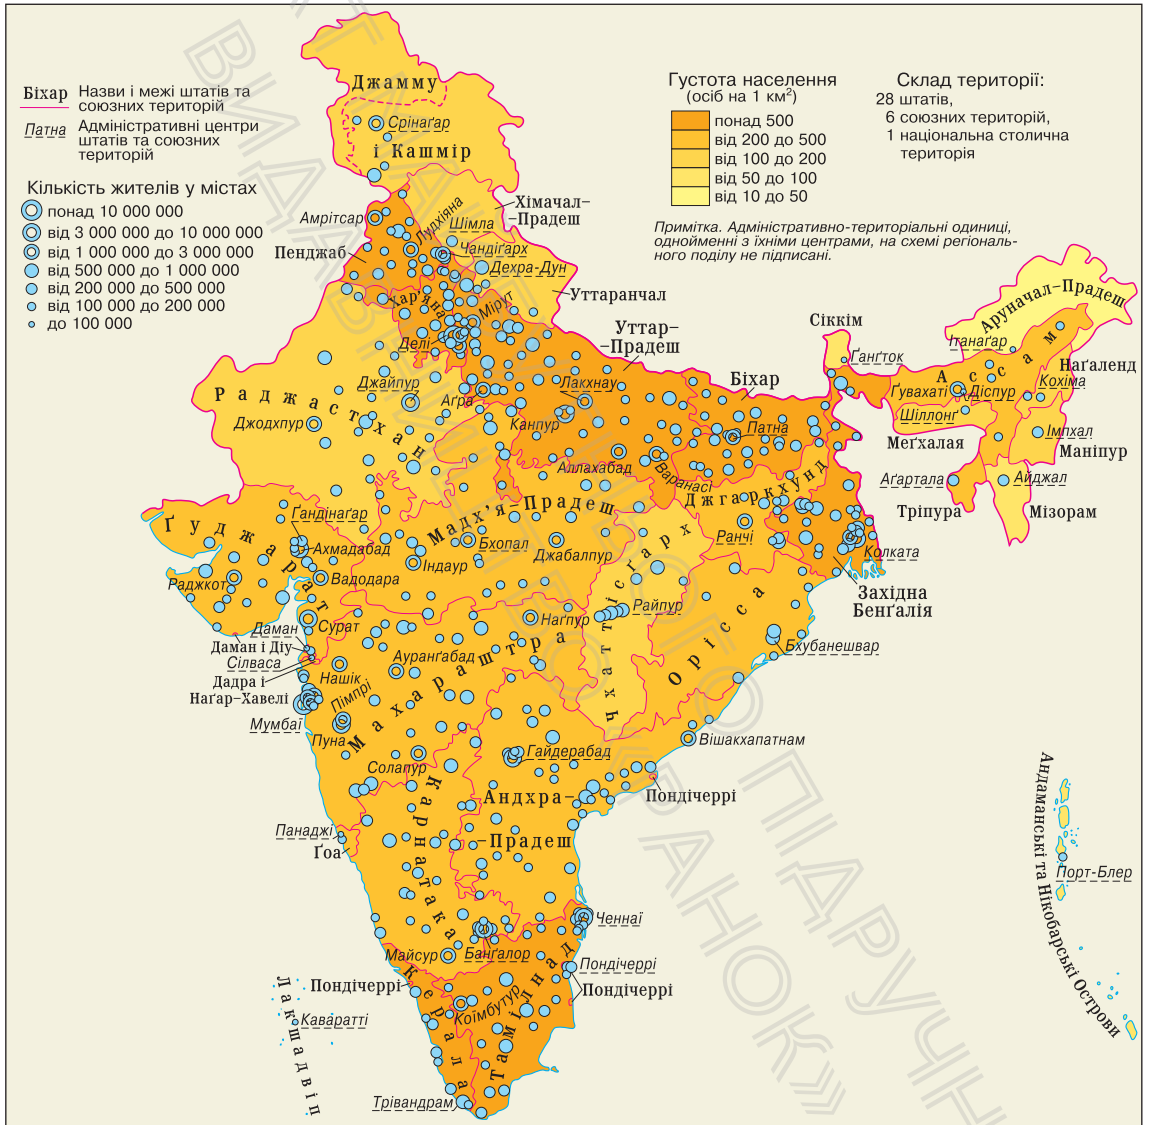 Біхар
Назви і межі штатів та
союзних територій
Патна
Адміністративні центри
штатів та союзних
територій
Кількість жителів у містах
понад 10 000 000
від 3 000 000 до 10 000 000
від 1 000 000 до 3 000 000
від 500 000 до 1 000 000
від 200 000 до 500 000
від 100 000 до 200 000
до 100 000
Густота населення
(осіб на 1 км²)
понад 500
від 200 до 500
від 100 до 200
від 50 до 100
від 10 до 50
Склад території:
28 штатів,
6 союзних територій,
1 національна столична
територія
Примітка. Адміністративно-територіальні одиниці,
однойменні з їхніми центрами, на схемі регіональ-
ного поділу не підписані.
Джамму
Срінаґар
і Кашмір
Хімачал-
-Прадеш
Амрітсар
Лудхіяна
Шімла
Пенджаб
Чандіґарх
Дехра-Дун
Уттаранчал
Хар'яна
Мірут
Делі
Уттар-
-Прадеш
Сіккім
Ґанґток
Аруначал-Прадеш
Ітанаґар
Ассам
Наґаленд
Кохіма
Ґувахаті
Діспур
Шіллонґ
Меґхалая
Імпхал
Маніпур
Аґартала
Айджал
Тріпура
Мізорам
Джайпур
Раджастхан
Джодхпур
Аґра
Лакхнау
Канпур
Біхар
Патна
Аллахабад
Варанасі
Джгаркхунд
Ранчі
Колката
Західна
Бенґалія
Ґуджарат
Ґандінаґар
Ахмадабад
Вадодара
Раджкот
Мадх'я-Прадеш
Бхопал
Джабалпур
Індаур
Чхаттісґарх
Райпур
Орісса
Бхубанешвар
Сурат
Даман
Даман і Діу
Сілваса
Дадра і
Наґар-Хавелі
Нашік
Ауранґабад
Наґпур
Махараштра
Пімпрі
Мумбаї
Пуна
Солапур
Гайдерабад
Вішакхапатнам
Андхра-
-Прадеш
Пондічеррі
Карнатака
Панаджі
Ґоа
Ченнаї
Майсур
Банґалор
Пондічеррі
Пондічеррі
Пондічеррі
Керала
Коїмбутур
Тамілнад
Трівандрам
Лакшадвіп
Каваратті
Андаманські та Нікобарські Острови
Порт-Блер